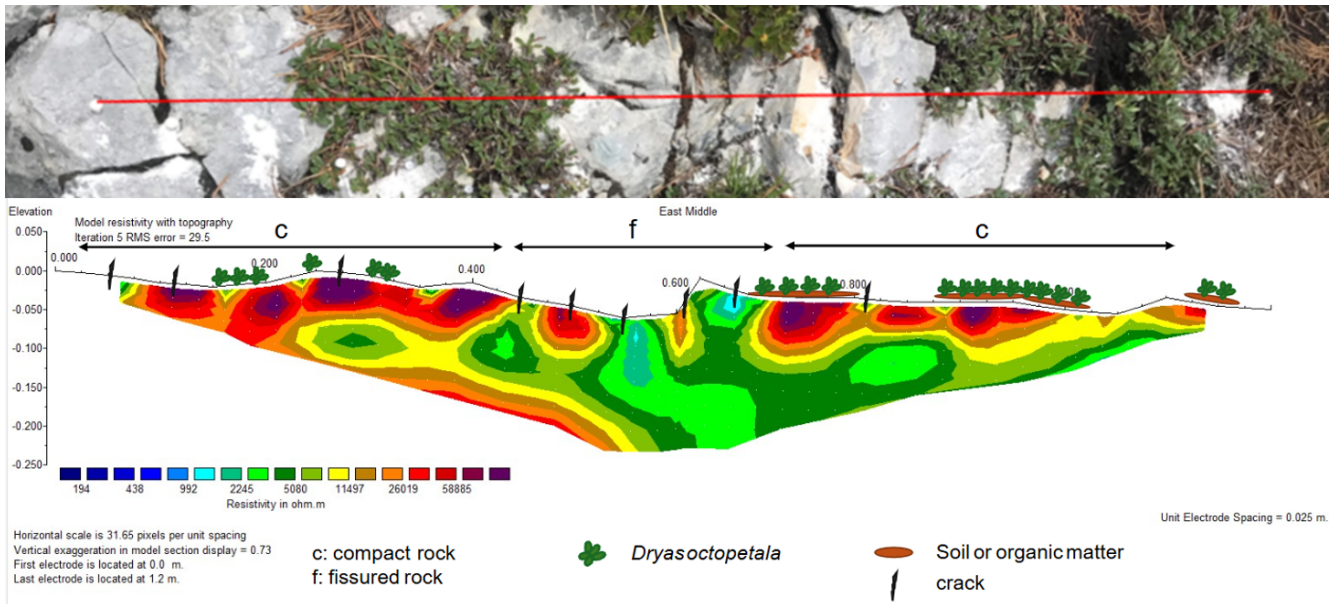 Elevation
Model resistivity with topography
Iteration 5 RMS error = 29.5
East Middle
c
f
c
0.050
0.000
-0.050
-0.100
-0.150
-0.200
-0.250
0.000
0.200
0.400
0.600
0.800
194 438 992 2245 5080 11497 26019 58885
Resistivity in ohm.m
Unit Electrode Spacing = 0.025 m.
Horizontal scale is 31.65 pixels per unit spacing
Vertical exaggeration in model section display = 0.73
First electrode is located at 0.0 m.
Last electrode is located at 1.2 m.
c: compact rock
f: fissured rock
Dryas octopetala
Soil or organic matter
crack